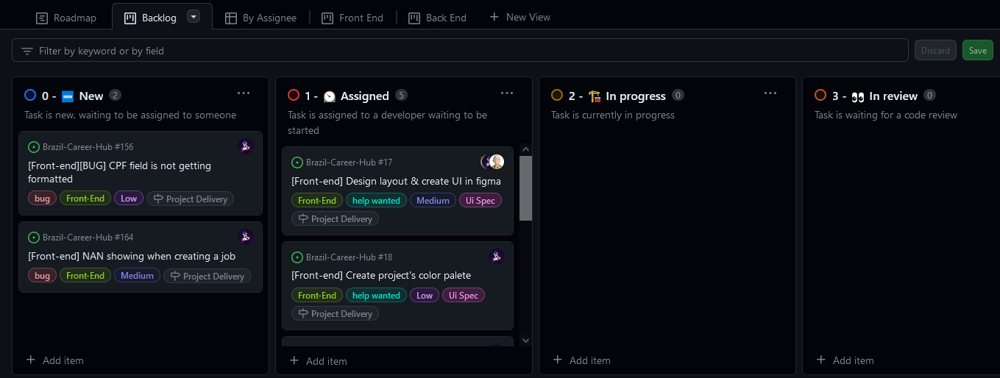 Roadmap
Backlog
By Assignee
Front End
Back End
New View
Filter by keyword or by field
Discard
Save
0 - 🆕 New 2
Task is new, waiting to be assigned to someone
Brazil-Career-Hub #156
[Front-end][BUG] CPF field is not getting
formatted
bug Front-End Low Project Delivery
Brazil-Career-Hub #164
[Front-end] NAN showing when creating a job
bug Front-End Medium Project Delivery
Add item
1 - ⏲️ Assigned 5
Task is assigned to a developer waiting to be
started
Brazil-Career-Hub #17
[Front-end] Design layout & create UI in figma
Front-End help wanted Medium Ui Spec
Project Delivery
Brazil-Career-Hub #18
[Front-end] Create project's color palete
Front-End help wanted Low Ui Spec
Project Delivery
Add item
2 - 🏗️ In progress 0
Task is currently in progress
Add item
3 - 👀 In review 0
Task is waiting for a code review
Add item